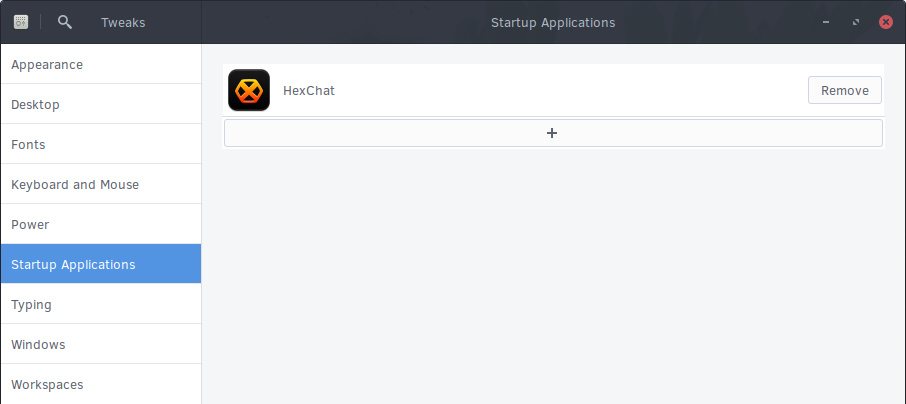 Tweaks
Startup Applications
Appearance
Desktop
Fonts
Keyboard and Mouse
Power
Startup Applications
Typing
Windows
Workspaces
HexChat
Remove